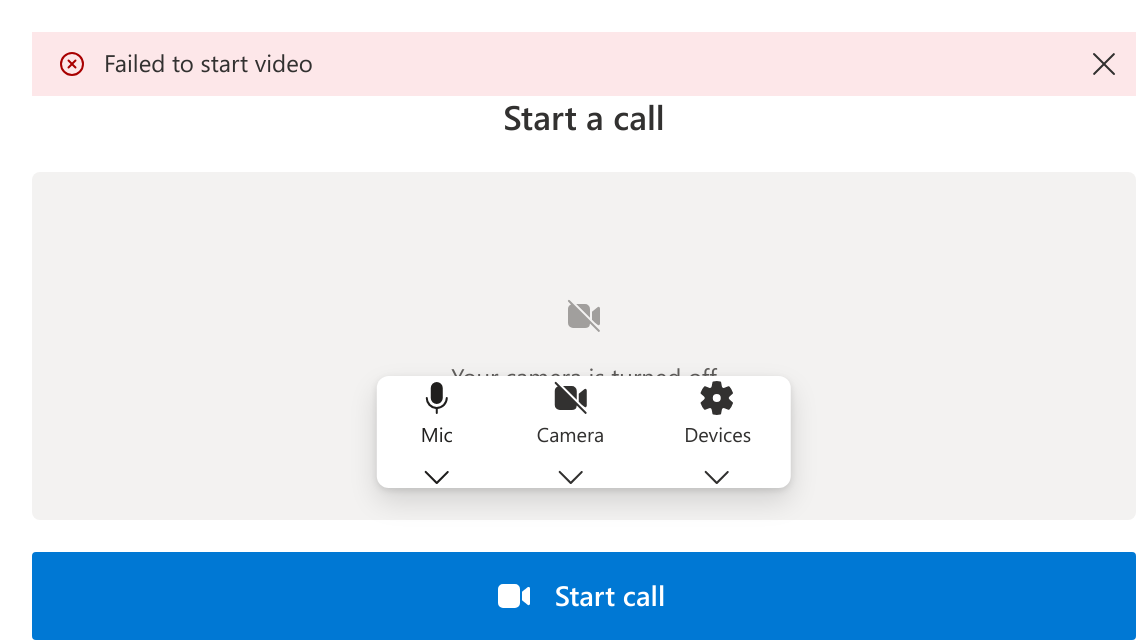 Failed to start video
Start a call
Your camera is turned off
Mic
Camera
Devices
Start call